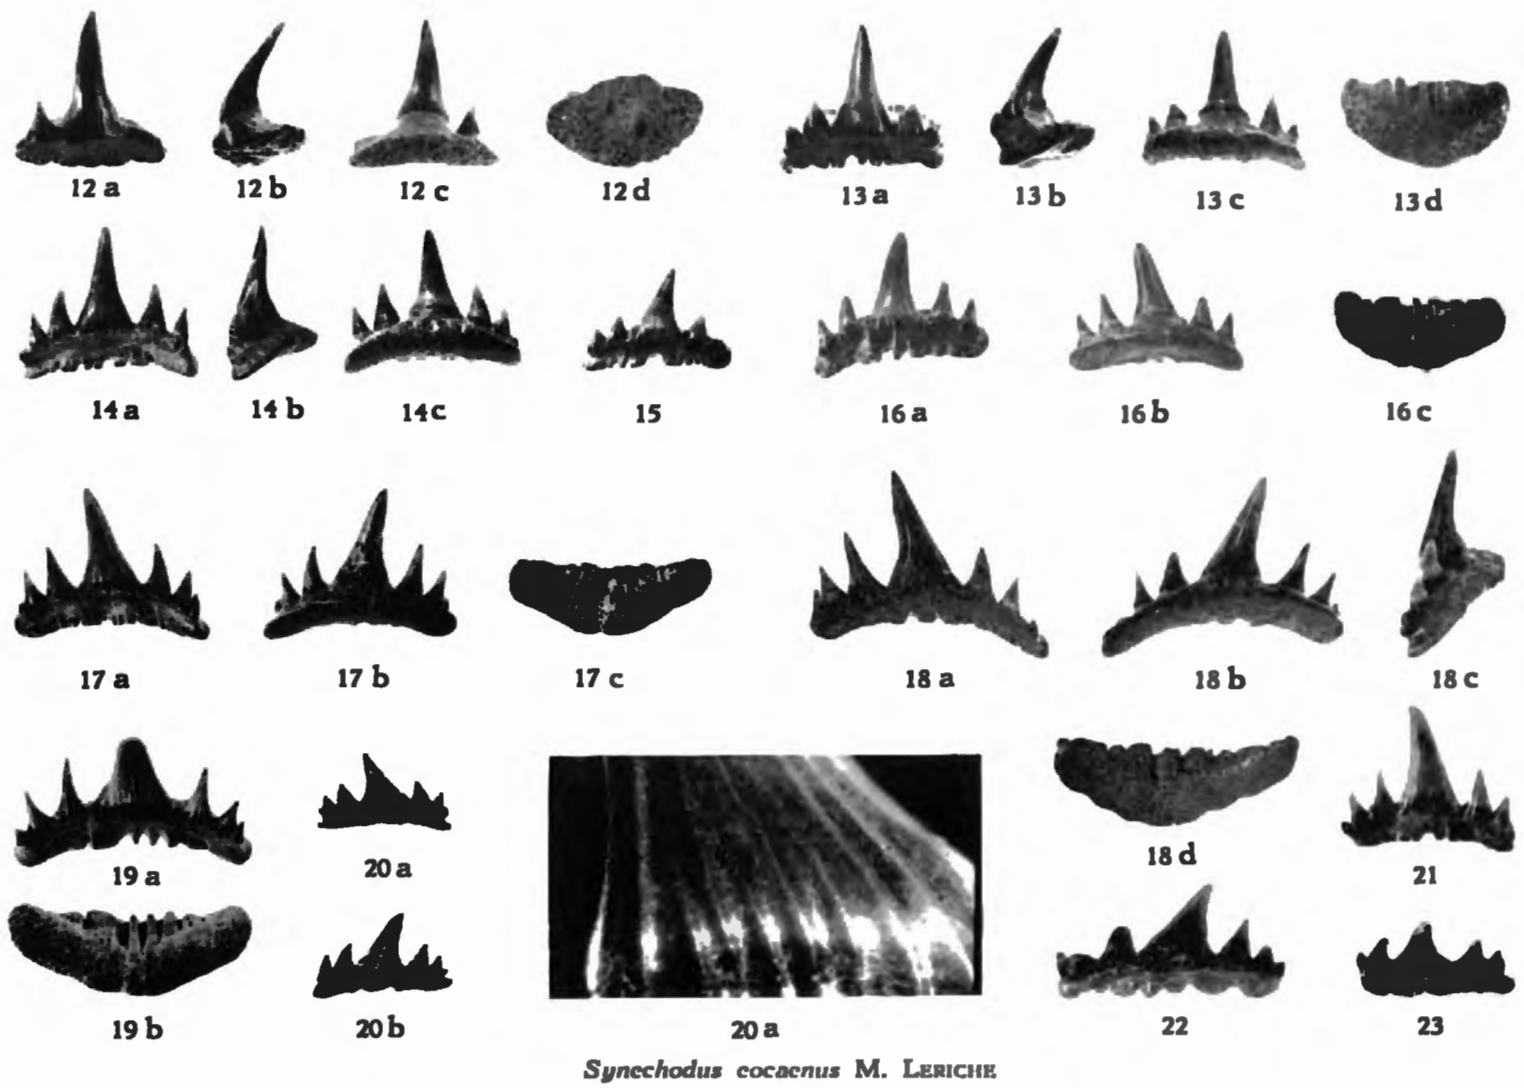 12 a 12 b 12 c 12 d 13 a 13 b 13 c 13 d
14 a 14 b 14 c 15 16 a 16 b 16 c
17 a 17 b 17 c 18 a 18 b 18 c
18 d
19 a 20 a 21
19 b 20 b 20 a 22 23
Synechodus eocaenus M. LERICHE